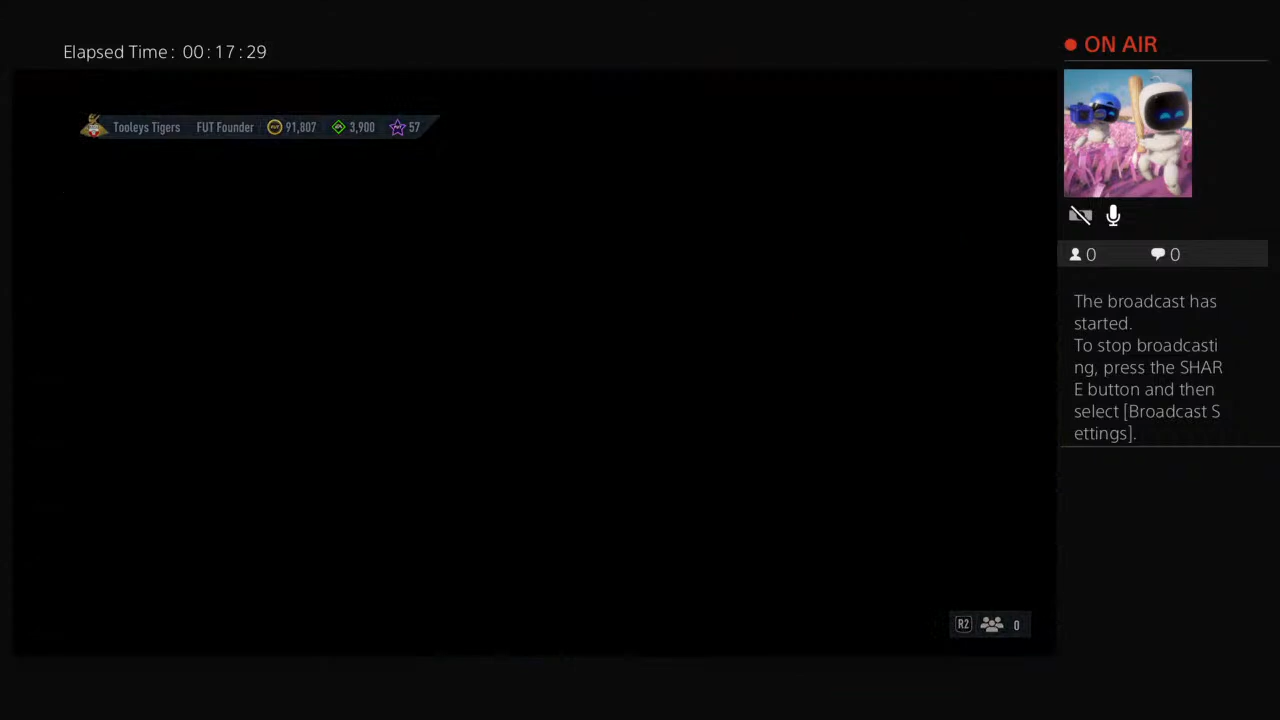 Elapsed Time: 00:17:29
ON AIR
Tooleys Tigers FUT Founder 91,807 3,900 57
0 0
The broadcast has
started.
To stop broadcasti
ng, press the SHAR
E button and then
select [Broadcast S
ettings].
R2 0